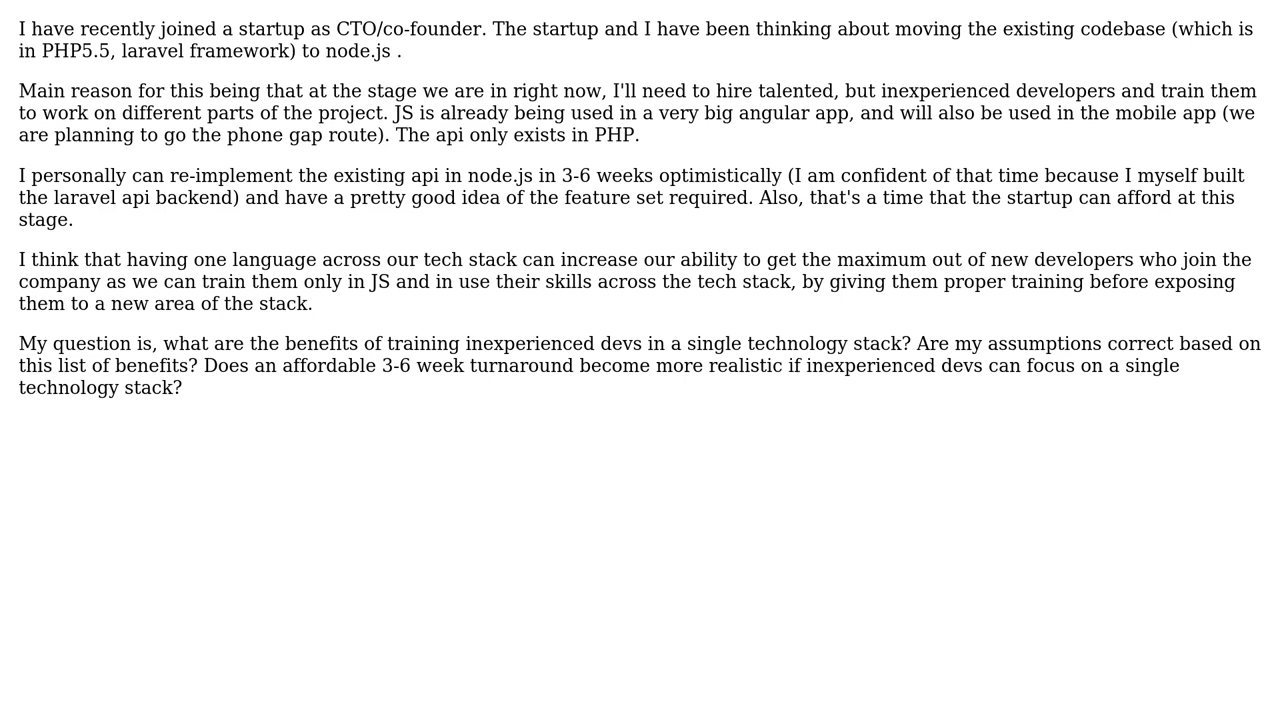 I have recently joined a startup as CTO/co-founder. The startup and I have been thinking about moving the existing codebase (which is
in PHP5.5, laravel framework) to node.js .
Main reason for this being that at the stage we are in right now, I'll need to hire talented, but inexperienced developers and train them
to work on different parts of the project. JS is already being used in a very big angular app, and will also be used in the mobile app (we
are planning to go the phone gap route). The api only exists in PHP.
I personally can re-implement the existing api in node.js in 3-6 weeks optimistically (I am confident of that time because I myself built
the laravel api backend) and have a pretty good idea of the feature set required. Also, that's a time that the startup can afford at this
stage.
I think that having one language across our tech stack can increase our ability to get the maximum out of new developers who join the
company as we can train them only in JS and in use their skills across the tech stack, by giving them proper training before exposing
them to a new area of the stack.
My question is, what are the benefits of training inexperienced devs in a single technology stack? Are my assumptions correct based on
this list of benefits? Does an affordable 3-6 week turnaround become more realistic if inexperienced devs can focus on a single
technology stack?